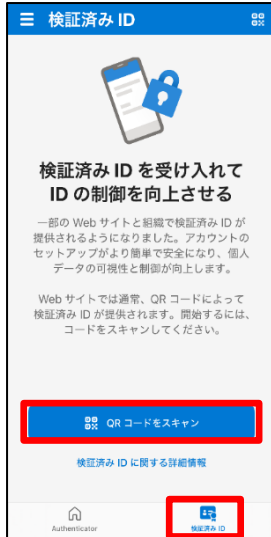 検証済み ID
検証済み ID を受け入れて
ID の制御を向上させる
一部の Web サイトと組織で検証済み ID が
提供されるようになりました。アカウントの
セットアップがより簡単で安全になり、個人
データの可視性と制御が向上します。
Web サイトでは通常、QR コードによって
検証済み ID が提供されます。開始するには、
コードをスキャンしてください。
QR コードをスキャン
検証済み ID に関する詳細情報
Authenticator
検証済み ID